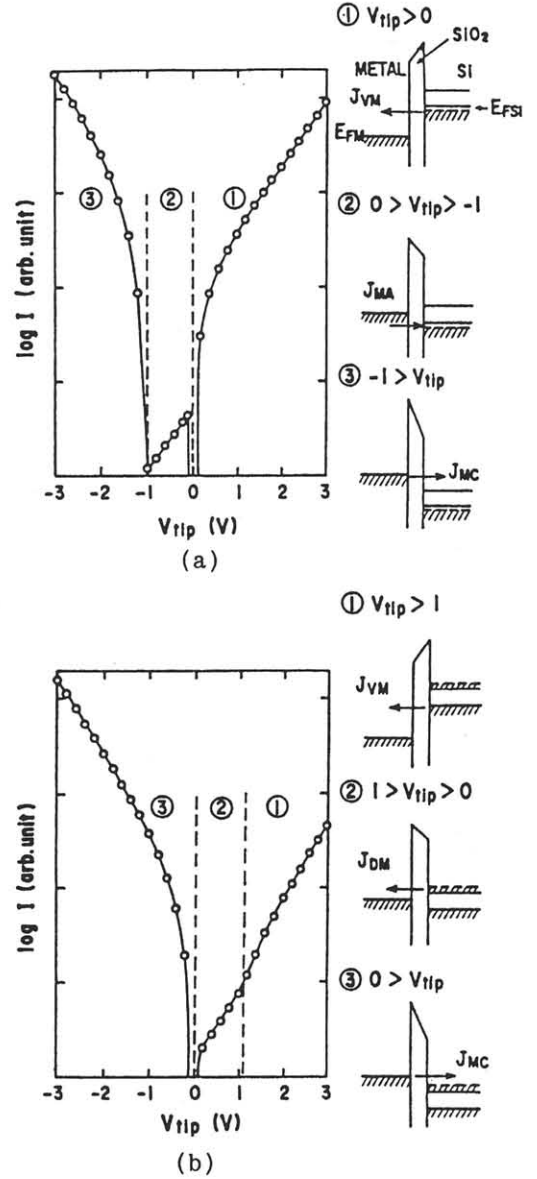 ① Vtip > 0
SiO2
METAL
Si
JVM
EFSI
EFM
③ ② ①
② 0 > Vtip > -1
JMA
③ -1 > Vtip
JMC
log I (arb. unit)
-3 -2 -1 0 1 2 3
Vtip (V)
(a)
① Vtip > 1
JVM
③ ② ①
② 1 > Vtip > 0
JDM
③ 0 > Vtip
JMC
log I (arb.unit)
-3 -2 -1 0 1 2 3
Vtip (V)
(b)